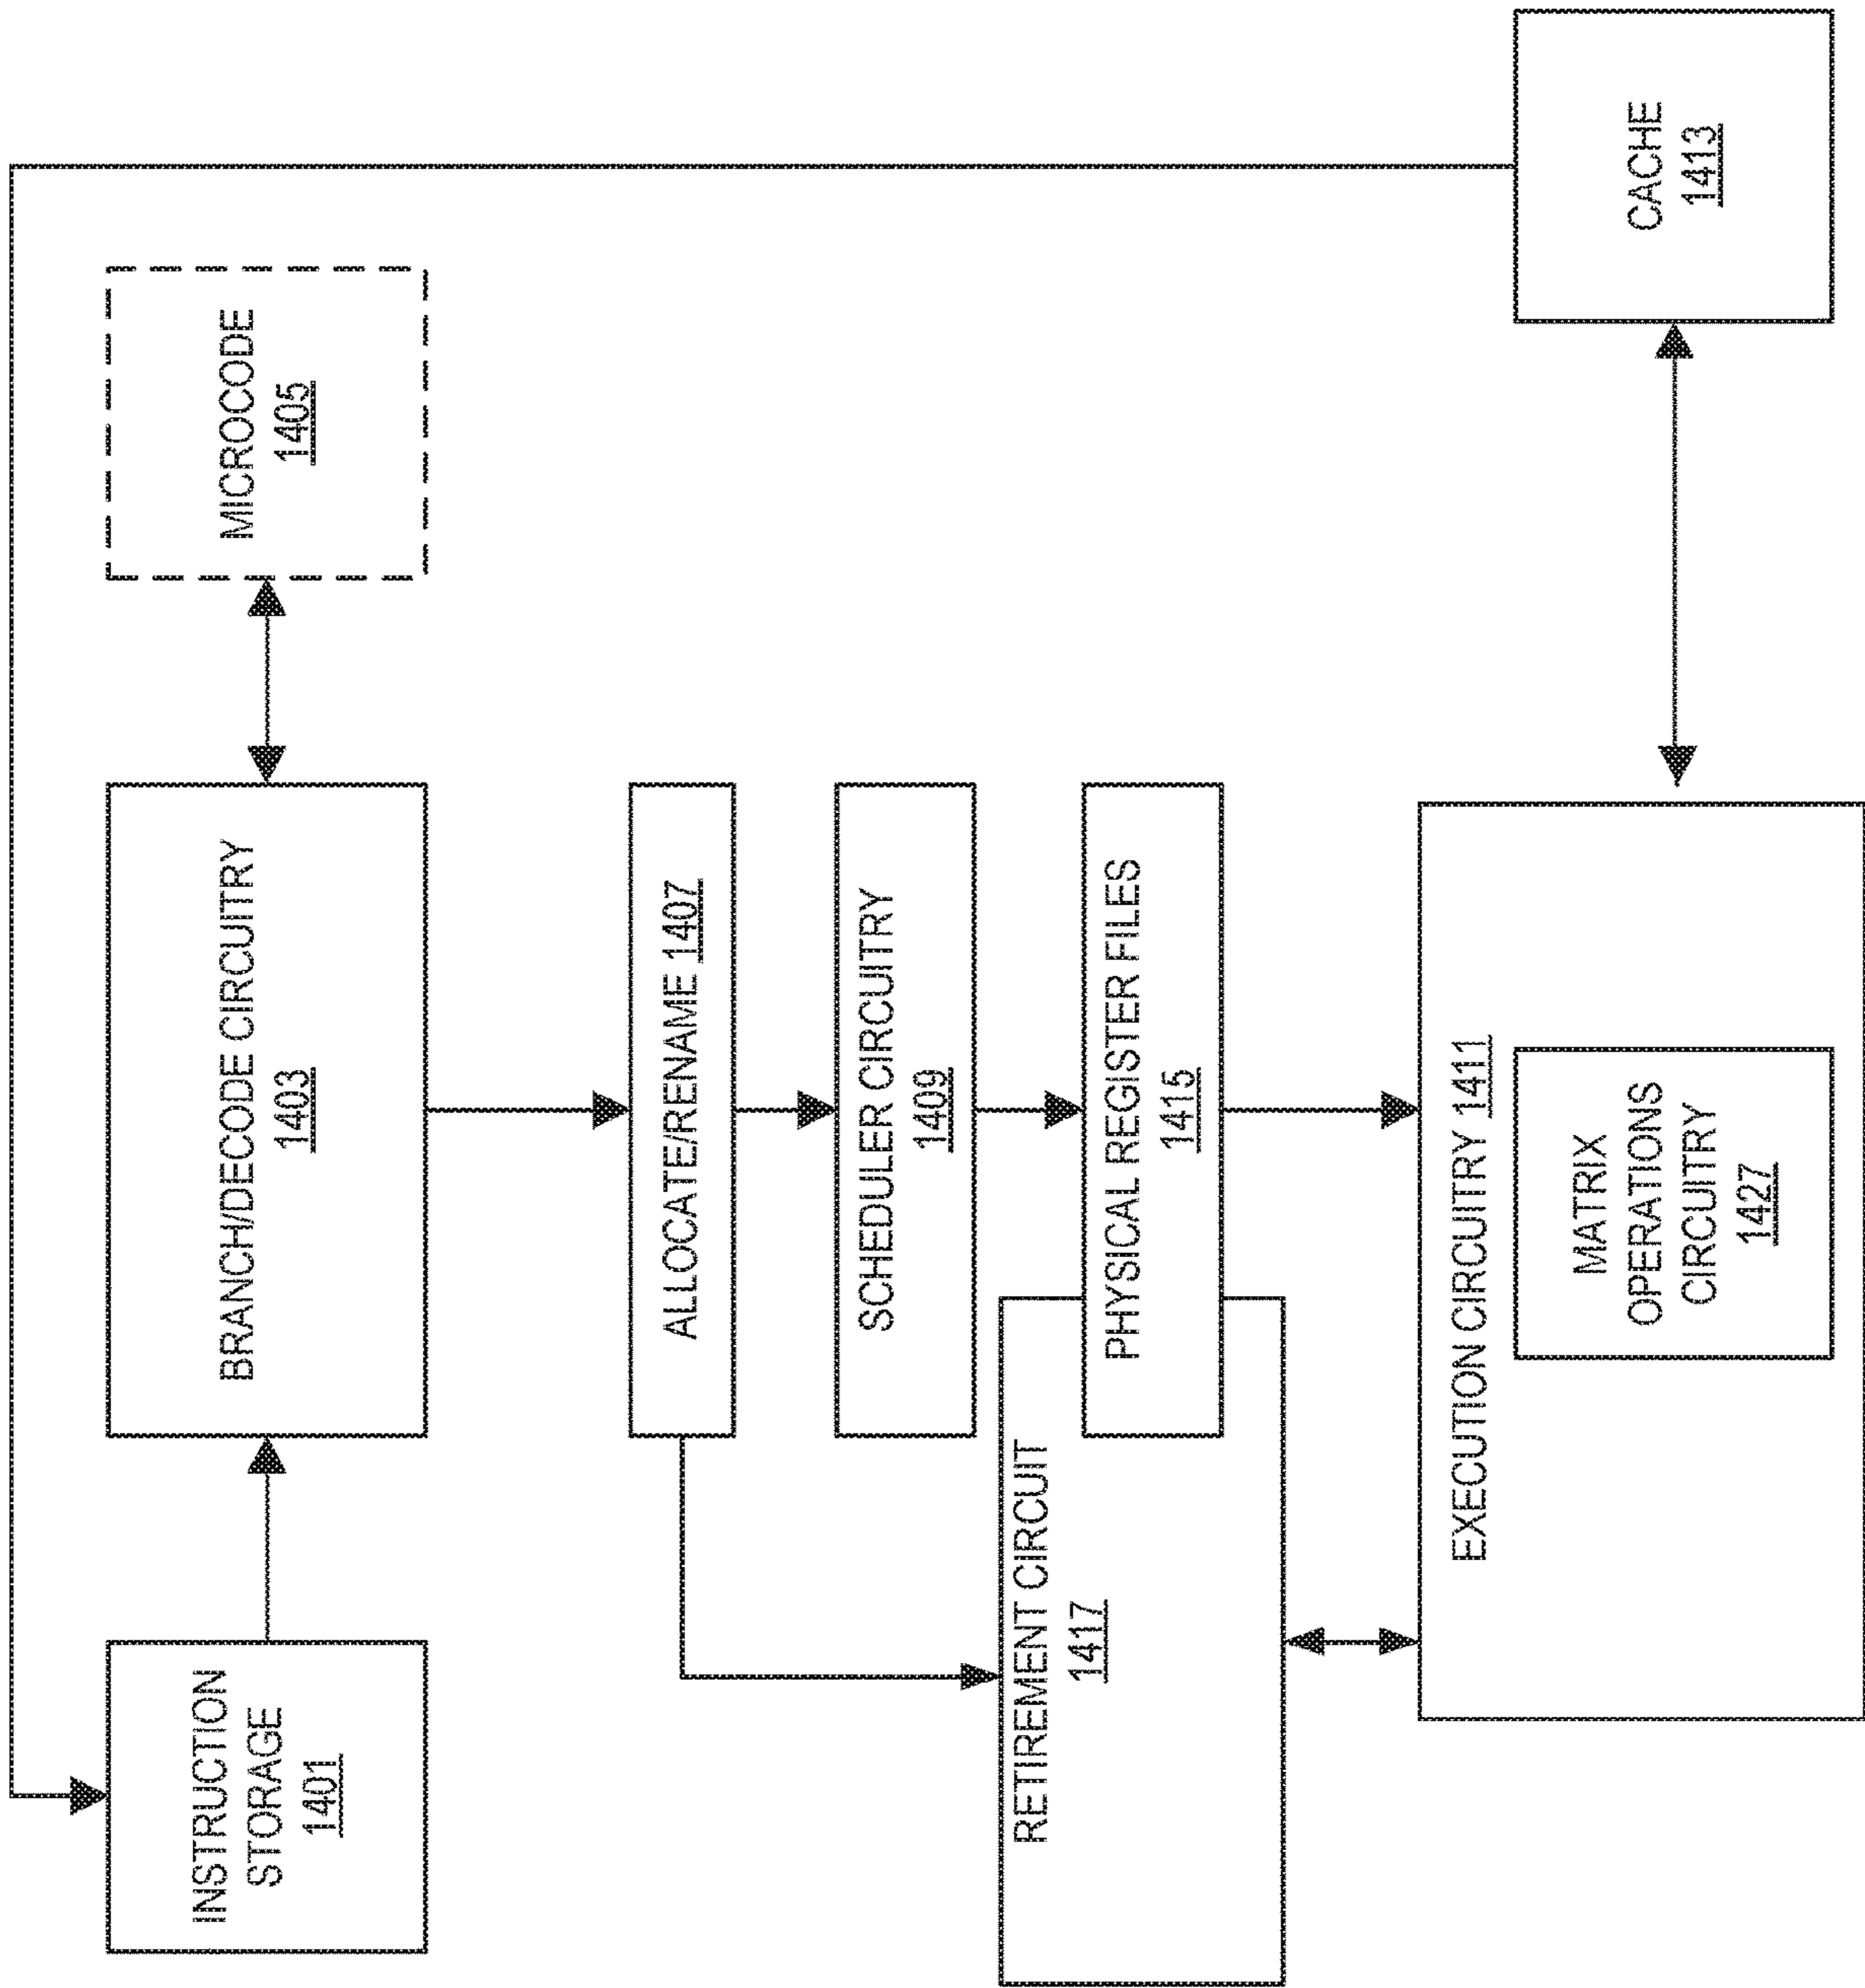 INSTRUCTION
STORAGE
1401
BRANCH/DECODE CIRCUITRY
1403
MICROCODE
1405
ALLOCATE/RENAME 1407
SCHEDULER CIRCUITRY
1409
RETIREMENT CIRCUIT
1417
PHYSICAL REGISTER FILES
1415
EXECUTION CIRCUITRY 1411
MATRIX
OPERATIONS
CIRCUITRY
1427
CACHE
1413